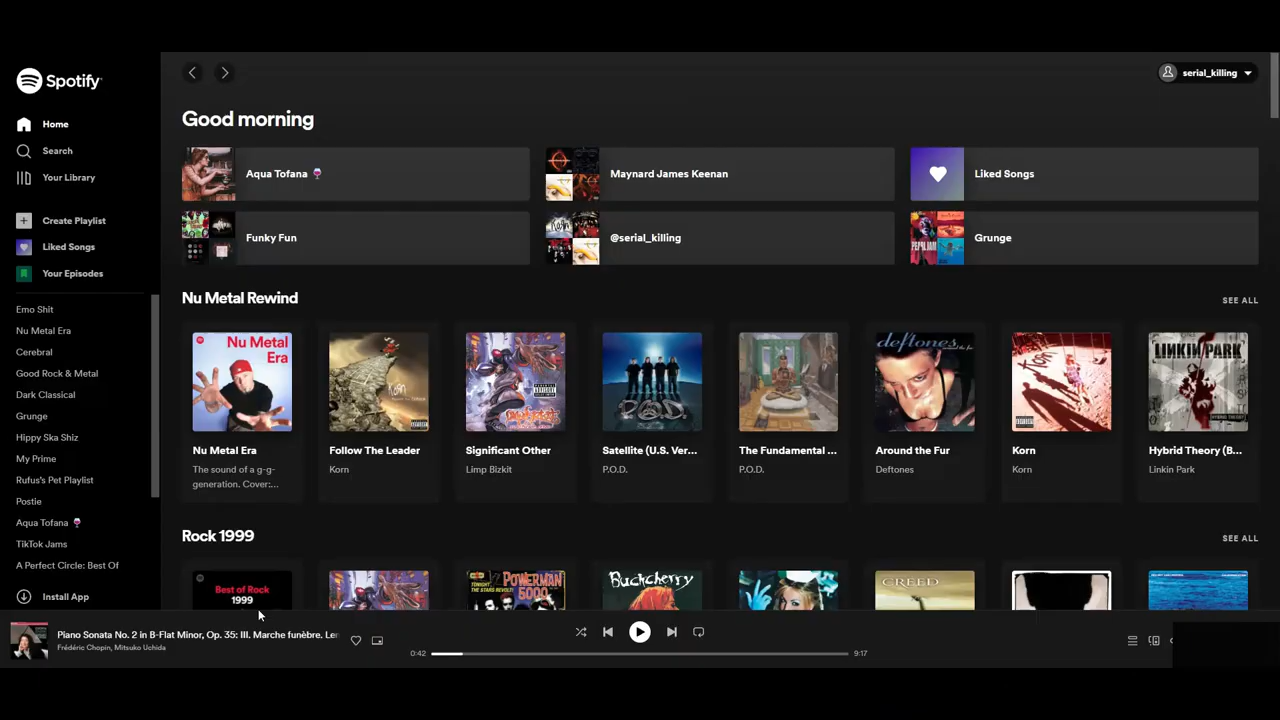 Spotify
serial_killing
Home
Search
Your Library
Create Playlist
Liked Songs
Your Episodes
Emo Shit
Nu Metal Era
Cerebral
Good Rock & Metal
Dark Classical
Grunge
Hippy Ska Shiz
My Prime
Rufus's Pet Playlist
Postie
Aqua Tofana 🍷
TikTok Jams
A Perfect Circle: Best Of
Install App
Good morning
Aqua Tofana 🍷
Maynard James Keenan
Liked Songs
Funky Fun
@serial_killing
Grunge
Nu Metal Rewind
SEE ALL
Nu Metal
Era
Korn
deftones
LINKIN PARK
Nu Metal Era
Follow The Leader
Significant Other
Satellite (U.S. Ver...
The Fundamental ...
Around the Fur
Korn
Hybrid Theory (B...
The sound of a g-g-
generation. Cover:...
Korn
Limp Bizkit
P.O.D.
P.O.D.
Deftones
Korn
Linkin Park
Rock 1999
SEE ALL
Best of Rock
1999
POWERMAN
5000
Buckcherry
CREED
Piano Sonata No. 2 in B-Flat Minor, Op. 35: III. Marche funèbre. Ler
Frédéric Chopin, Mitsuko Uchida
0:42
9:17